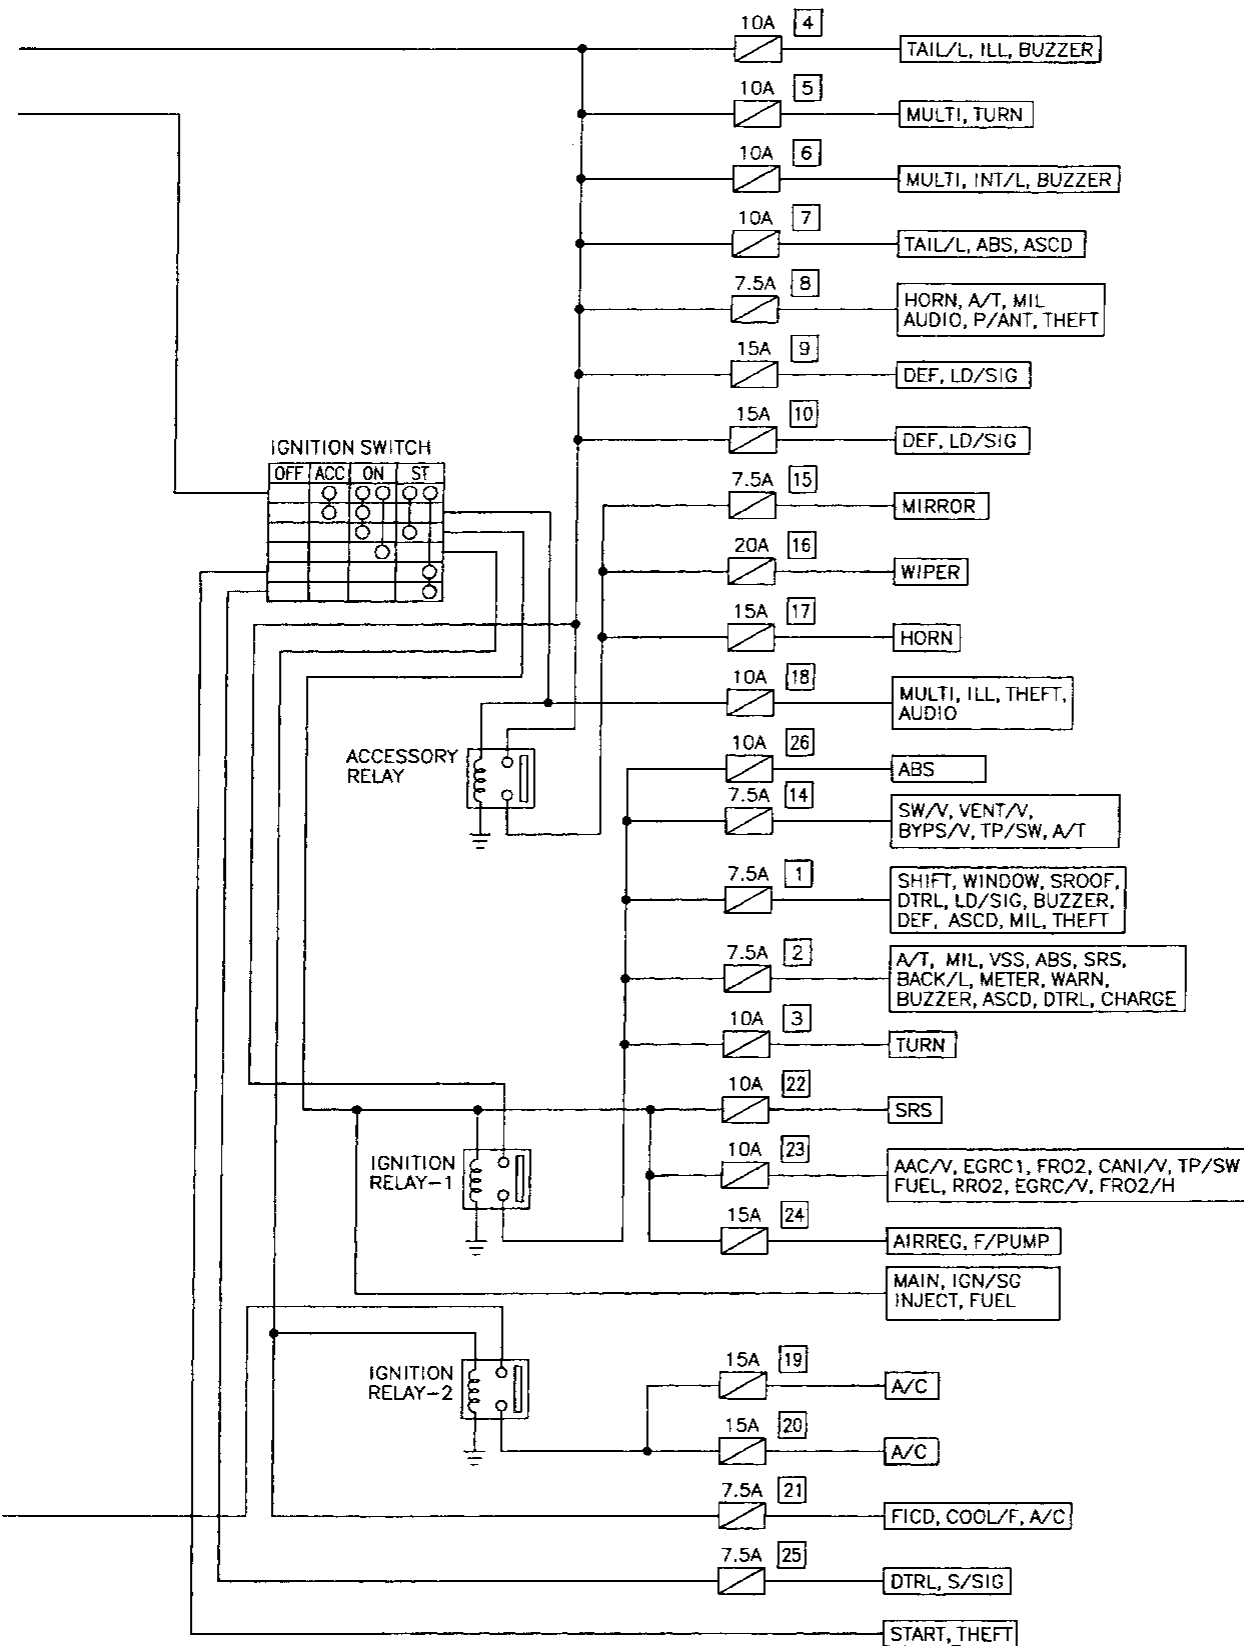 10A 4
TAIL/L, ILL, BUZZER
10A 5
MULTI, TURN
10A 6
MULTI, INT/L, BUZZER
10A 7
TAIL/L, ABS, ASCD
7.5A 8
HORN, A/T, MIL
AUDIO, P/ANT, THEFT
15A 9
DEF, LD/SIG
15A 10
DEF, LD/SIG
IGNITION SWITCH
OFF ACC ON ST
7.5A 15
MIRROR
20A 16
WIPER
15A 17
HORN
10A 18
MULTI, ILL, THEFT,
AUDIO
ACCESSORY
RELAY
10A 26
ABS
7.5A 14
SW/V, VENT/V,
BYPS/V, TP/SW, A/T
7.5A 1
SHIFT, WINDOW, SROOF,
DTRL, LD/SIG, BUZZER,
DEF, ASCD, MIL, THEFT
7.5A 2
A/T, MIL, VSS, ABS, SRS,
BACK/L, METER, WARN,
BUZZER, ASCD, DTRL, CHARGE
10A 3
TURN
10A 22
SRS
IGNITION
RELAY-1
10A 23
AAC/V, EGRC1, FRO2, CANI/V, TP/SW
FUEL, RRO2, EGRC/V, FRO2/H
15A 24
AIRREG, F/PUMP
MAIN, IGN/SG
INJECT, FUEL
IGNITION
RELAY-2
15A 19
A/C
15A 20
A/C
7.5A 21
FICD, COOL/F, A/C
7.5A 25
DTRL, S/SIG
START, THEFT